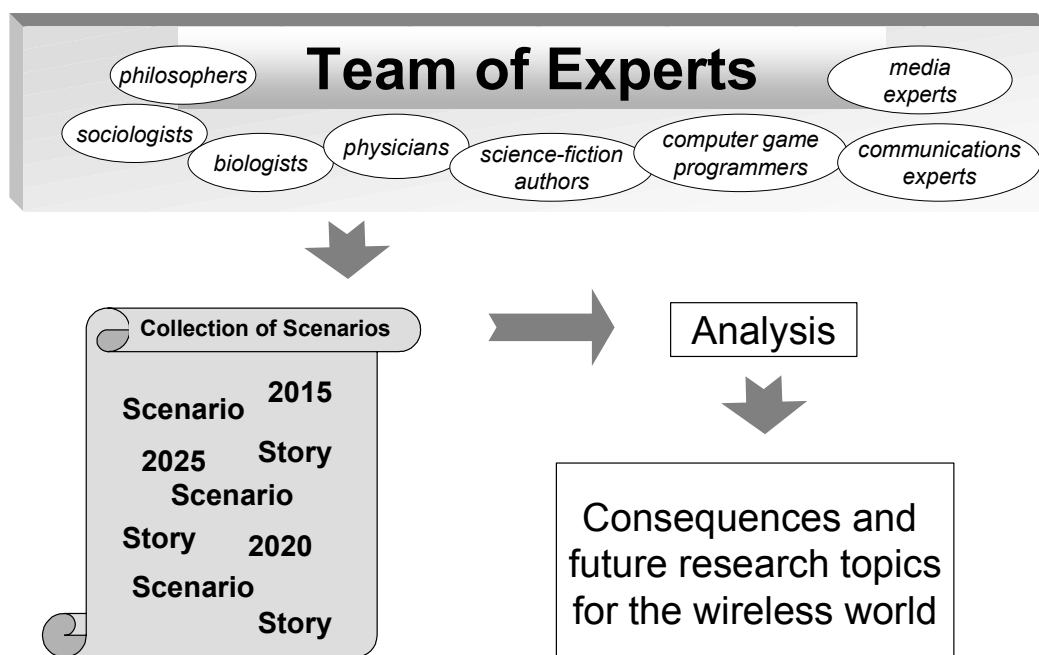 Team of Experts
philosophers
media
experts
sociologists
biologists
physicians
science-fiction
authors
computer game
programmers
communications
experts
Collection of Scenarios
Analysis
2015
Scenario
Story
2025
Scenario
Story
2020
Scenario
Story
Consequences and
future research topics
for the wireless world